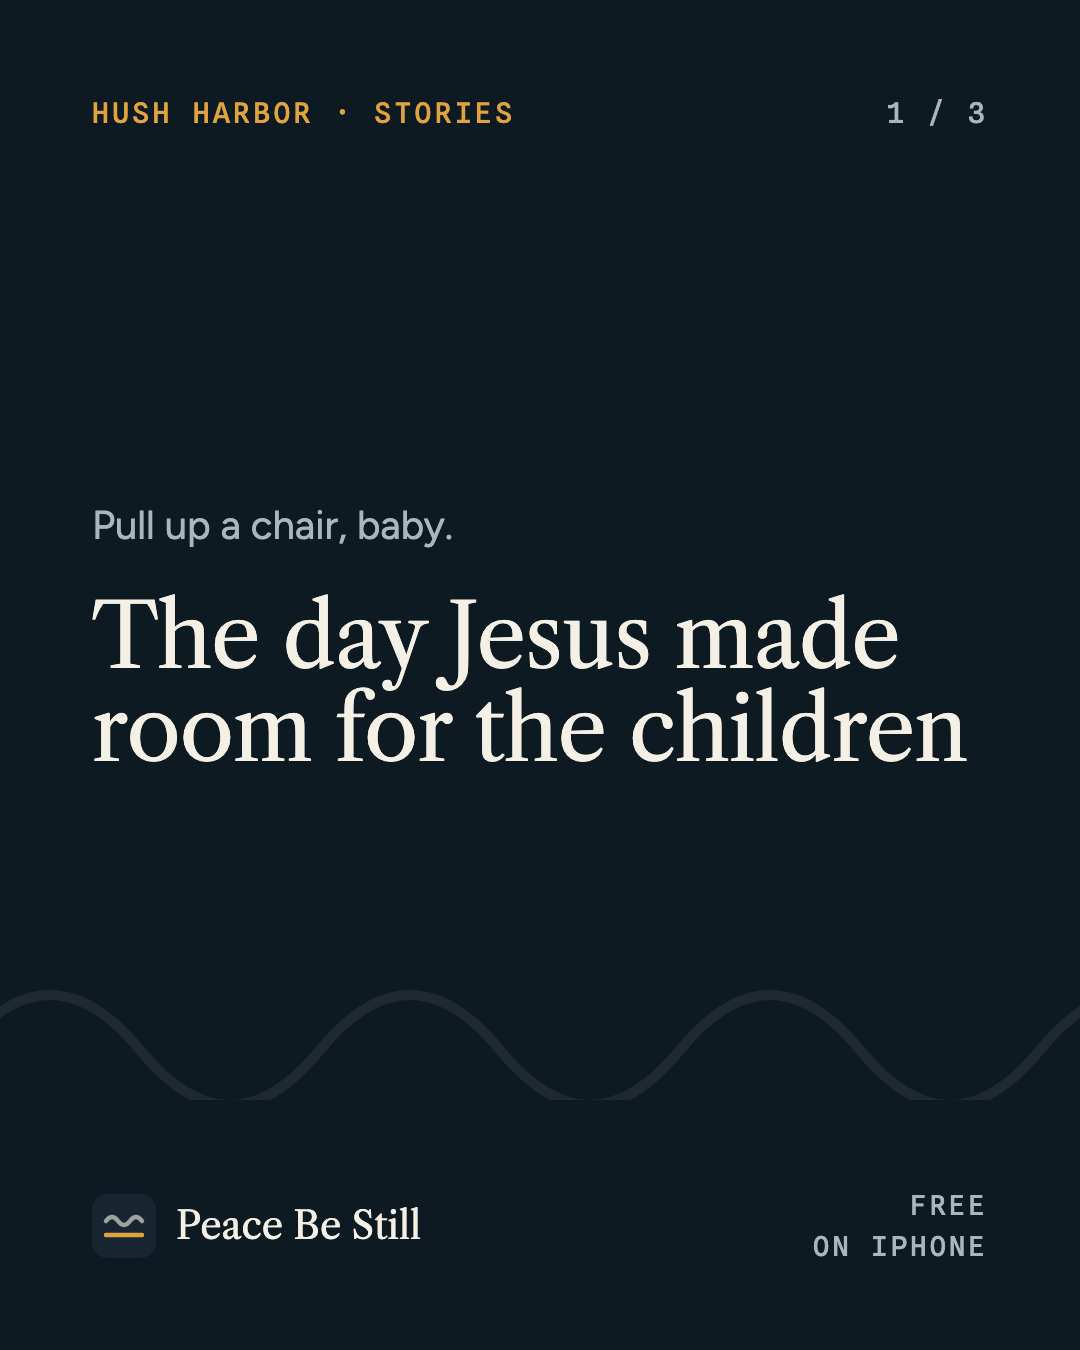 HUSH HARBOR · STORIES
1 / 3
Pull up a chair, baby.
The day Jesus made
room for the children
Peace Be Still
FREE
ON IPHONE